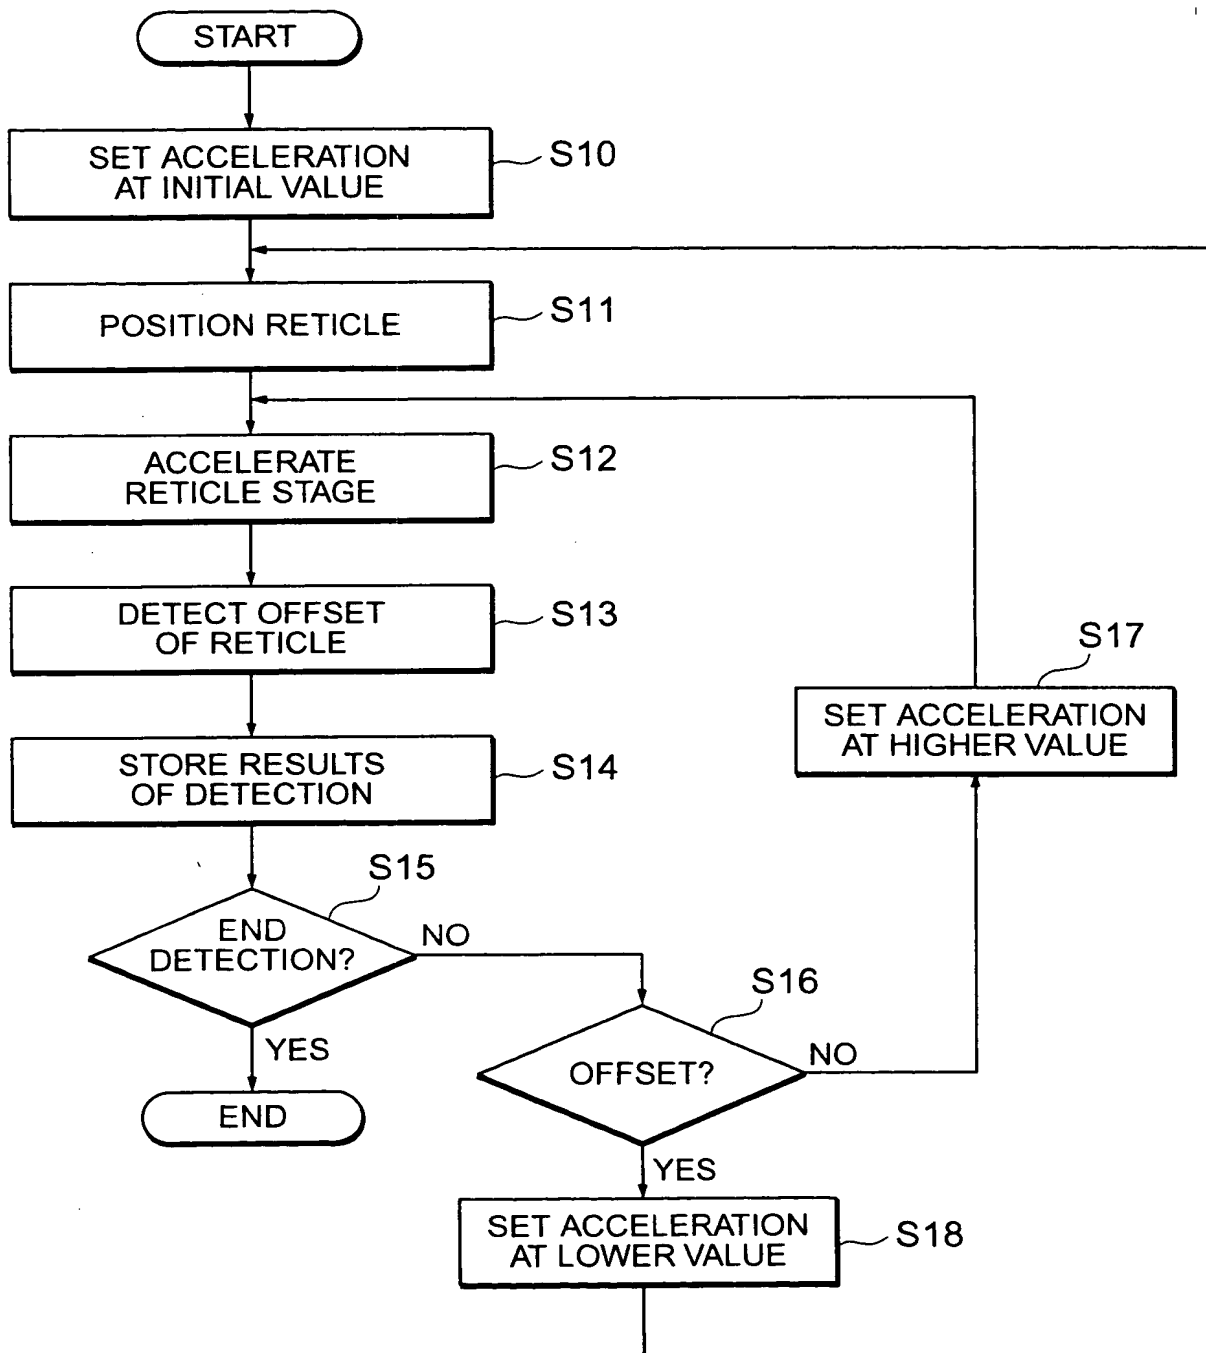 START
SET ACCELERATION
AT INITIAL VALUE
S10
POSITION RETICLE
S11
ACCELERATE
RETICLE STAGE
S12
DETECT OFFSET
OF RETICLE
S13
S17
SET ACCELERATION
AT HIGHER VALUE
STORE RESULTS
OF DETECTION
S14
S15
END
DETECTION?
NO
YES
END
S16
OFFSET?
NO
YES
SET ACCELERATION
AT LOWER VALUE
S18